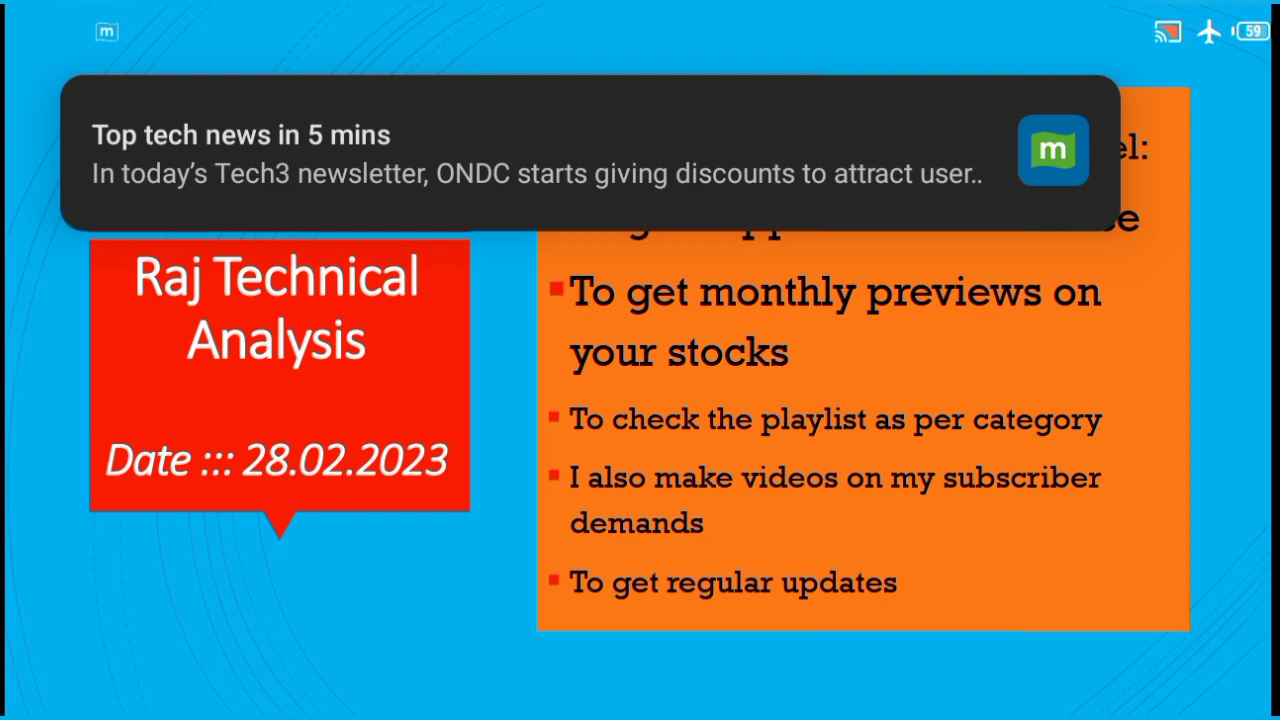 m
59
Top tech news in 5 mins
In today's Tech3 newsletter, ONDC starts giving discounts to attract user..
m
Raj Technical
Analysis
Date ::: 28.02.2023
To get monthly previews on
your stocks
To check the playlist as per category
I also make videos on my subscriber
demands
To get regular updates